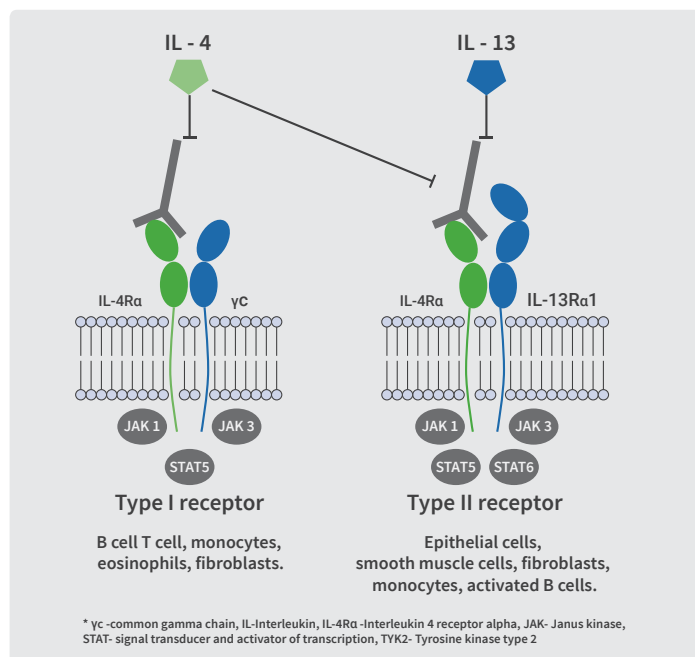 IL - 4
IL - 13
IL-4Rα
γc
IL-4Rα
IL-13Rα1
JAK 1
JAK 3
JAK 1
JAK 3
STAT5
STAT5
STAT6
Type I receptor
Type II receptor
B cell T cell, monocytes,
eosinophils, fibroblasts.
Epithelial cells,
smooth muscle cells, fibroblasts,
monocytes, activated B cells.
* γc -common gamma chain, IL-Interleukin, IL-4Rα -Interleukin 4 receptor alpha, JAK- Janus kinase,
STAT- signal transducer and activator of transcription, TYK2- Tyrosine kinase type 2